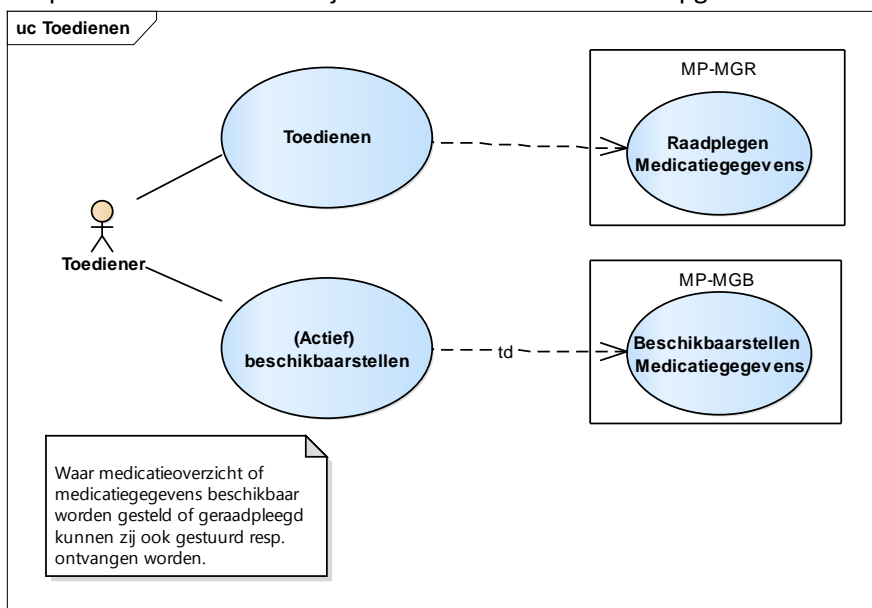 uc Toedienen
MP-MGR
Toedienen
Raadplegen
Medicatiegegevens
Toediener
MP-MGB
(Actief)
beschikbaarstellen
td
Beschikbaarstellen
Medicatiegegevens
Waar medicatieoverzicht of
medicatiegegevens beschikbaar
worden gesteld of geraadpleegd
kunnen zij ook gestuurd resp.
ontvangen worden.